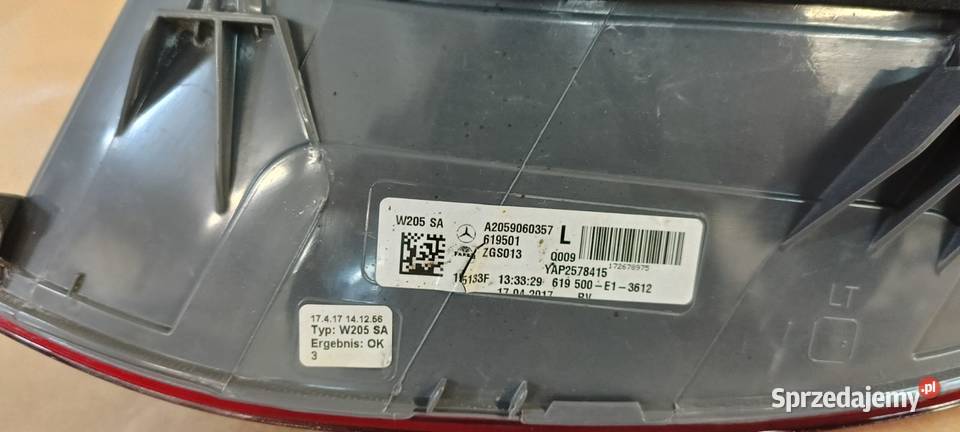 W205 SA A2059060357 L
619501
ZGS013 Q009 172678975
YAP2578415
13:33:29 619 500-E1-3612
17.04.2017 RV
17.4.17 14.12.56
Typ: W205 SA
Ergebnis: OK
3
LT
Sprzedajemy.pl